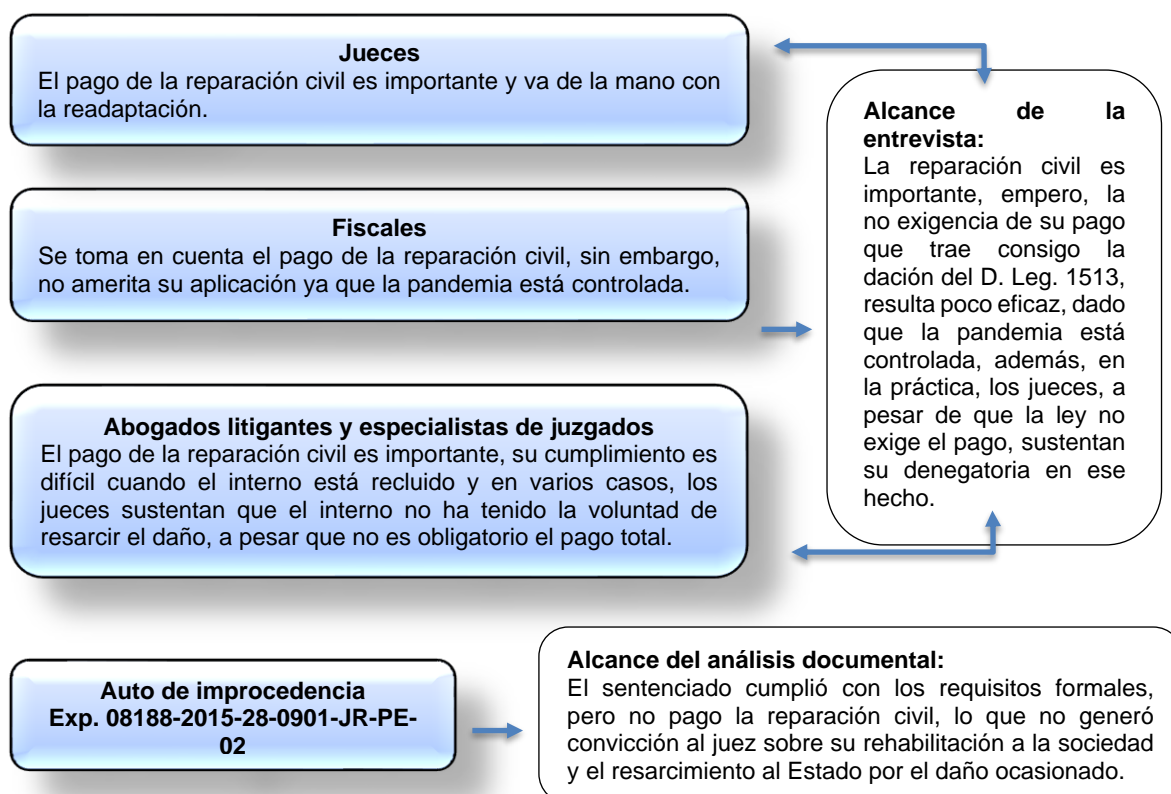 Jueces
El pago de la reparación civil es importante y va de la mano con
la readaptación.
Fiscales
Se toma en cuenta el pago de la reparación civil, sin embargo,
no amerita su aplicación ya que la pandemia está controlada.
Abogados litigantes y especialistas de juzgados
El pago de la reparación civil es importante, su cumplimiento es
difícil cuando el interno está recluido y en varios casos, los
jueces sustentan que el interno no ha tenido la voluntad de
resarcir el daño, a pesar que no es obligatorio el pago total.
Alcance de la
entrevista:
La reparación civil es
importante, empero, la
no exigencia de su pago
que trae consigo la
dación del D. Leg. 1513,
resulta poco eficaz, dado
que la pandemia está
controlada, además, en
la práctica, los jueces, a
pesar de que la ley no
exige el pago, sustentan
su denegatoria en ese
hecho.
Auto de improcedencia
Exp. 08188-2015-28-0901-JR-PE-
02
Alcance del análisis documental:
El sentenciado cumplió con los requisitos formales,
pero no pago la reparación civil, lo que no generó
convicción al juez sobre su rehabilitación a la sociedad
y el resarcimiento al Estado por el daño ocasionado.